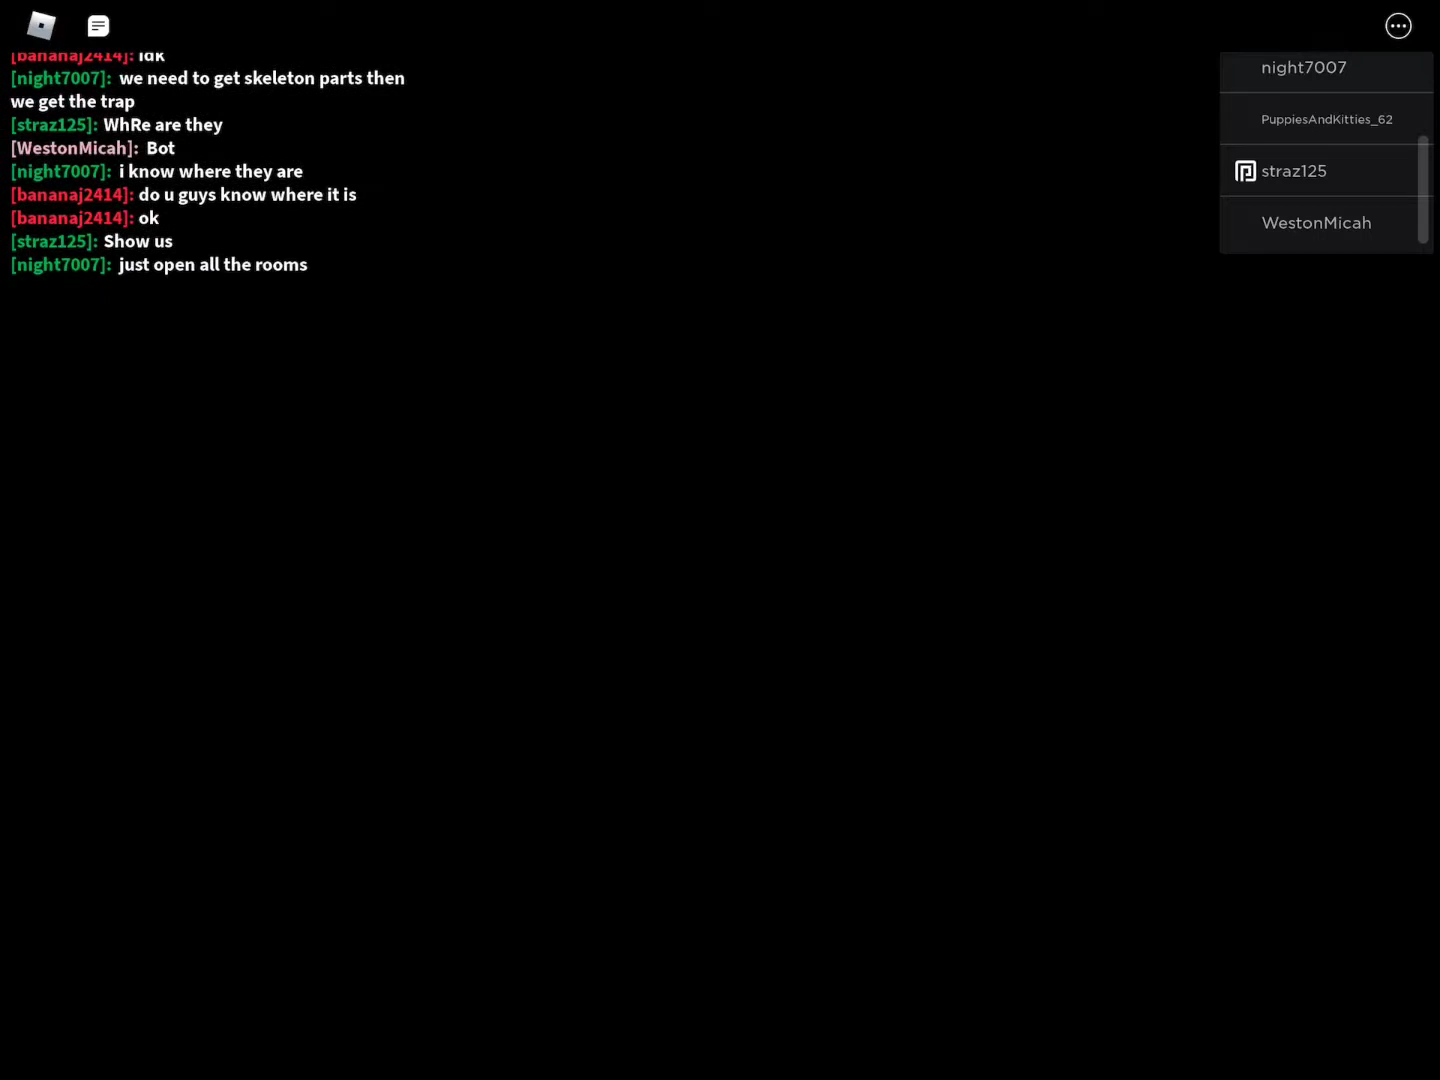 [bananaj2414]: idk
[night7007]: we need to get skeleton parts then
we get the trap
[straz125]: WhRe are they
[WestonMicah]: Bot
[night7007]: i know where they are
[bananaj2414]: do u guys know where it is
[bananaj2414]: ok
[straz125]: Show us
[night7007]: just open all the rooms
night7007
PuppiesAndKitties_62
straz125
WestonMicah